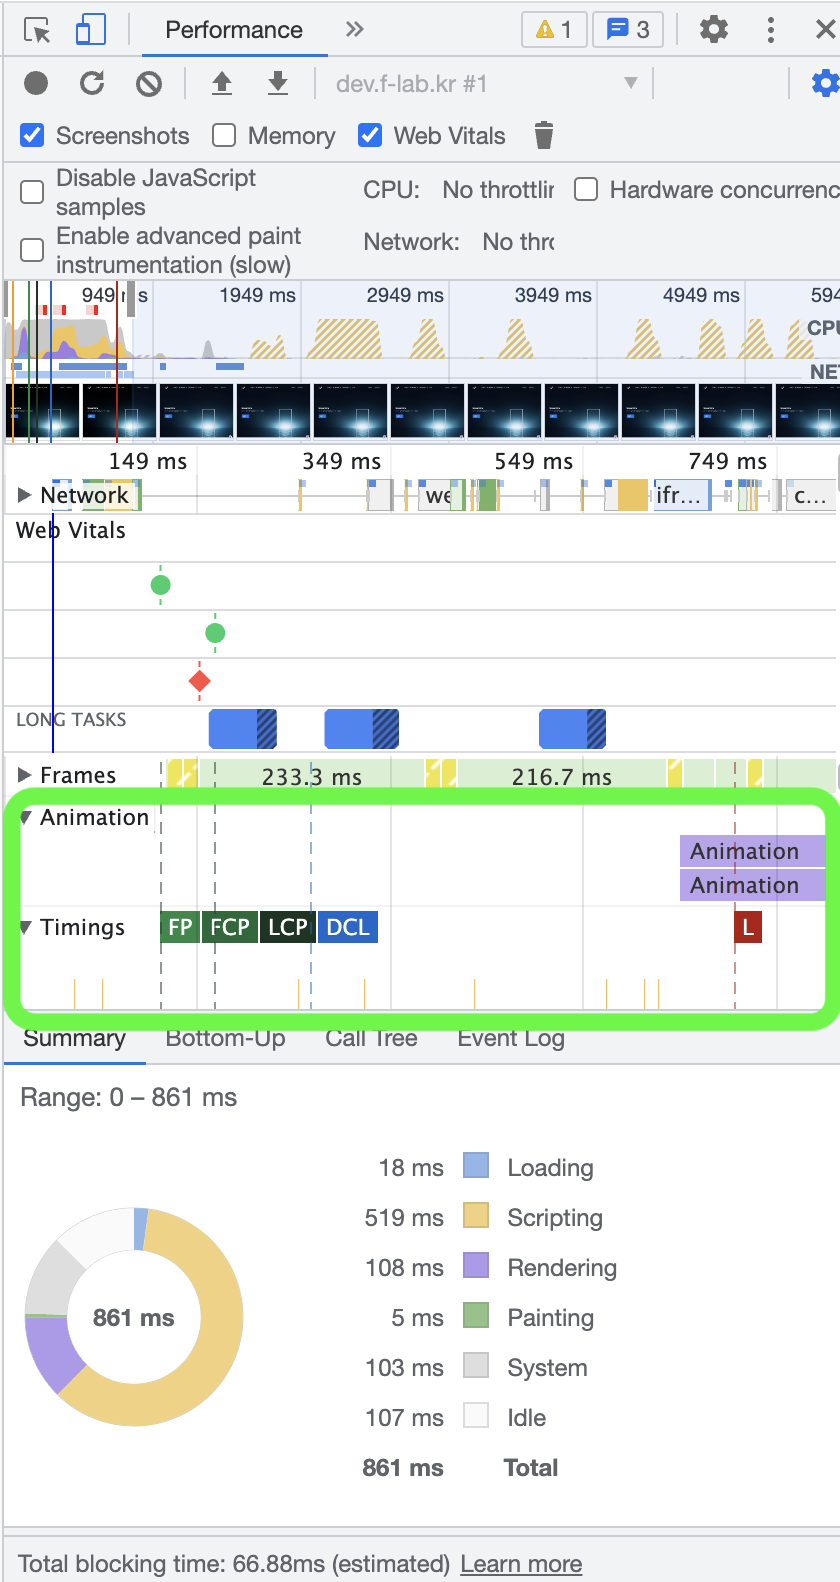 Performance
1
3
dev.f-lab.kr #1
Screenshots Memory Web Vitals
Disable JavaScript
samples
CPU: No throttlin
Hardware concurrenc
Enable advanced paint
instrumentation (slow)
Network: No thro
949 ms 1949 ms 2949 ms 3949 ms 4949 ms 594
CPU
NET
149 ms 349 ms 549 ms 749 ms
Network
we
ifr...
c...
Web Vitals
LONG TASKS
Frames 233.3 ms 216.7 ms
Animation
Animation
Animation
Timings FP FCP LCP DCL L
Summary Bottom-Up Call Tree Event Log
Range: 0 – 861 ms
18 ms Loading
519 ms Scripting
108 ms Rendering
861 ms
5 ms Painting
103 ms System
107 ms Idle
861 ms Total
Total blocking time: 66.88ms (estimated) Learn more